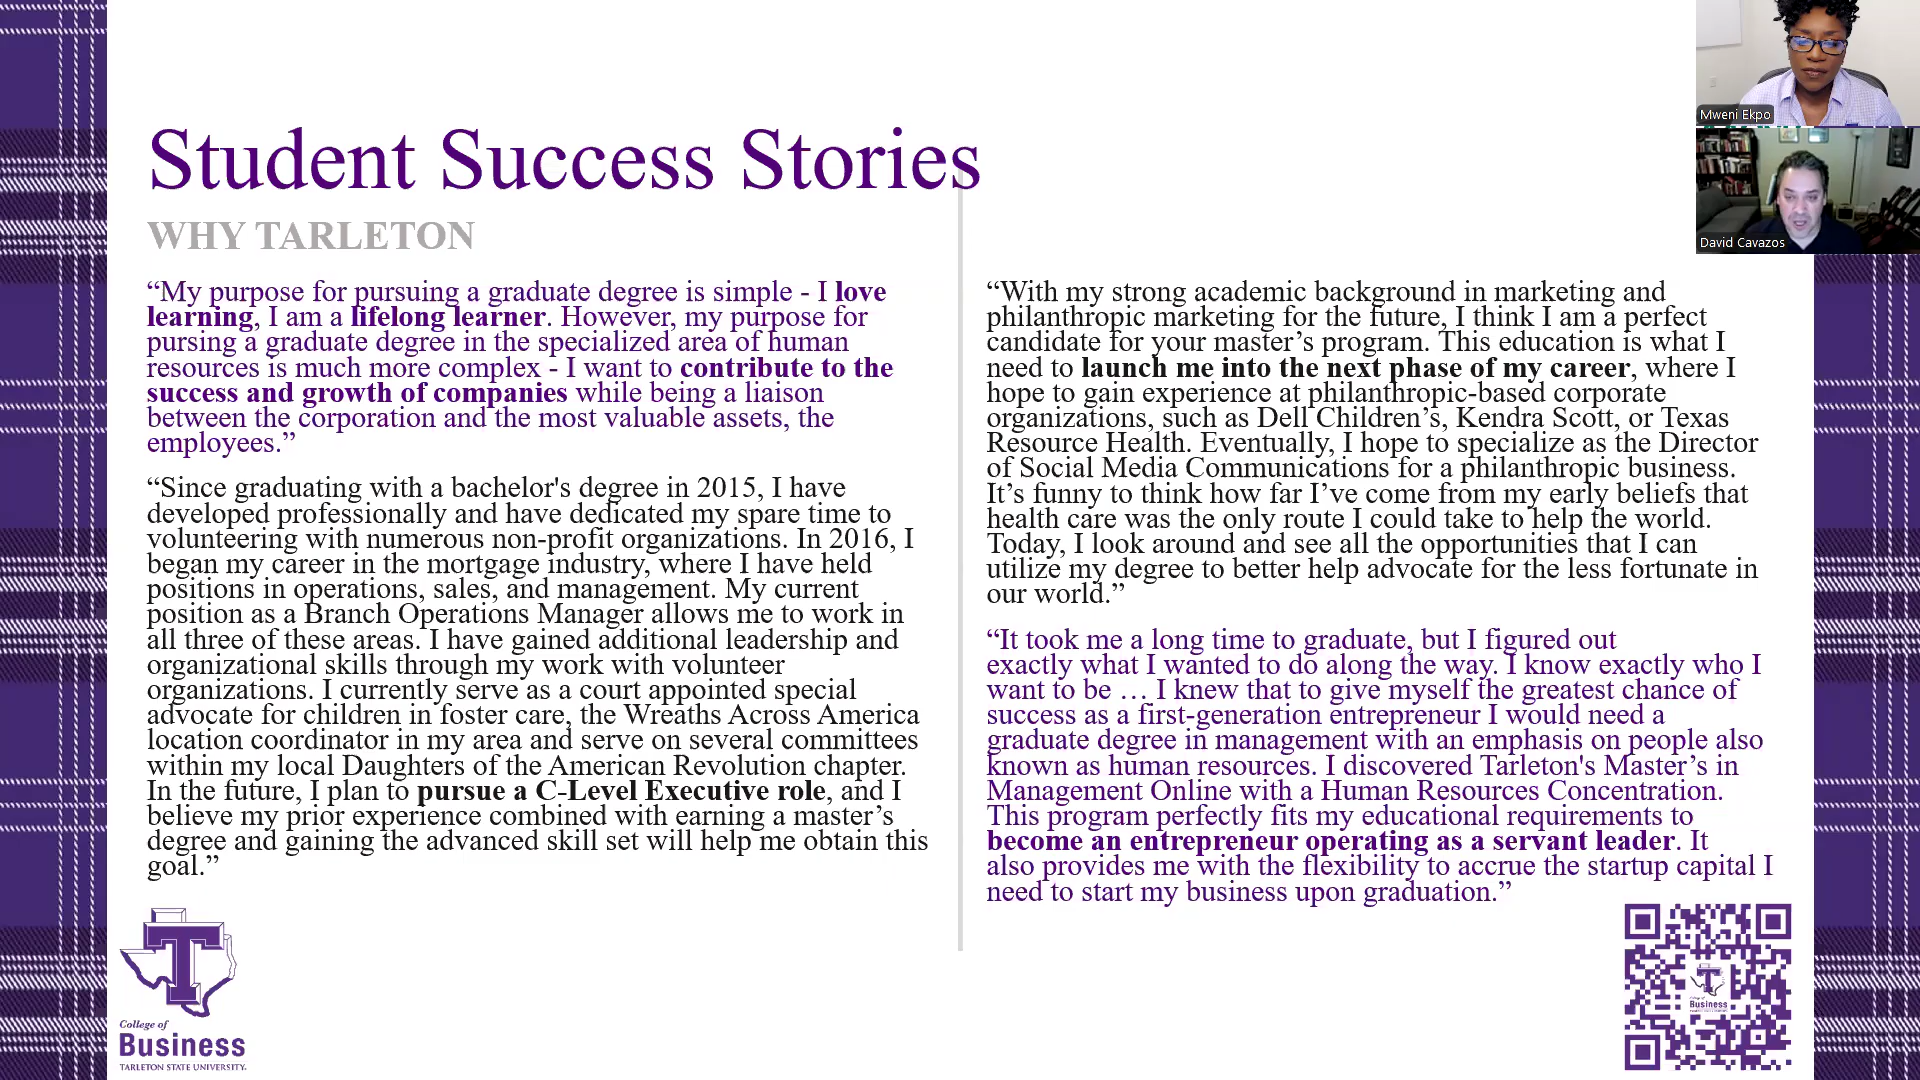 Student Success Stories
WHY TARLETON
“My purpose for pursuing a graduate degree is simple - I love
learning, I am a lifelong learner. However, my purpose for
pursing a graduate degree in the specialized area of human
resources is much more complex - I want to contribute to the
success and growth of companies while being a liaison
between the corporation and the most valuable assets, the
employees.”
“Since graduating with a bachelor's degree in 2015, I have
developed professionally and have dedicated my spare time to
volunteering with numerous non-profit organizations. In 2016, I
began my career in the mortgage industry, where I have held
positions in operations, sales, and management. My current
position as a Branch Operations Manager allows me to work in
all three of these areas. I have gained additional leadership and
organizational skills through my work with volunteer
organizations. I currently serve as a court appointed special
advocate for children in foster care, the Wreaths Across America
location coordinator in my area and serve on several committees
within my local Daughters of the American Revolution chapter.
In the future, I plan to pursue a C-Level Executive role, and I
believe my prior experience combined with earning a master’s
degree and gaining the advanced skill set will help me obtain this
goal.”
“With my strong academic background in marketing and
philanthropic marketing for the future, I think I am a perfect
candidate for your master’s program. This education is what I
need to launch me into the next phase of my career, where I
hope to gain experience at philanthropic-based corporate
organizations, such as Dell Children’s, Kendra Scott, or Texas
Resource Health. Eventually, I hope to specialize as the Director
of Social Media Communications for a philanthropic business.
It’s funny to think how far I’ve come from my early beliefs that
health care was the only route I could take to help the world.
Today, I look around and see all the opportunities that I can
utilize my degree to better help advocate for the less fortunate in
our world.”
“It took me a long time to graduate, but I figured out
exactly what I wanted to do along the way. I know exactly who I
want to be … I knew that to give myself the greatest chance of
success as a first-generation entrepreneur I would need a
graduate degree in management with an emphasis on people also
known as human resources. I discovered Tarleton's Master’s in
Management Online with a Human Resources Concentration.
This program perfectly fits my educational requirements to
become an entrepreneur operating as a servant leader. It
also provides me with the flexibility to accrue the startup capital I
need to start my business upon graduation.”
Mweni Ekpo
David Cavazos
T
College of
Business
TARLETON STATE UNIVERSITY.
T
Business